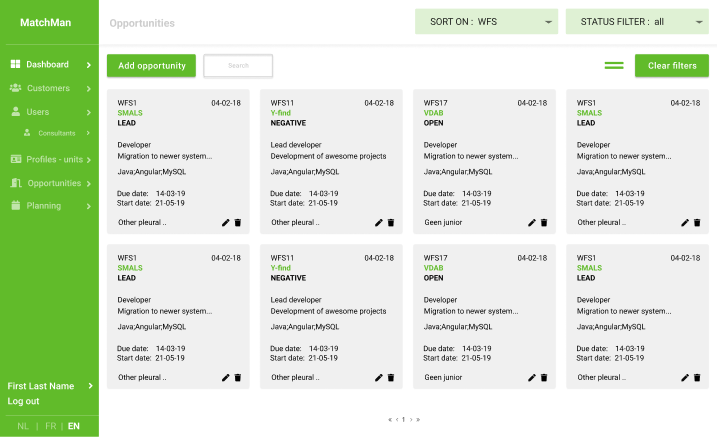 MatchMan
Dashboard
Customers
Users
Consultants
Profiles - units
Opportunities
Planning
First Last Name
Log out
NL | FR | EN
Opportunities
SORT ON : WFS
STATUS FILTER : all
Add opportunity
Search
Clear filters
WFS1 04-02-18
SMALS
LEAD
Developer
Migration to newer system...
Java;Angular;MySQL
Due date: 14-03-19
Start date: 21-05-19
Other pleural ..
WFS11 04-02-18
Y-find
NEGATIVE
Lead developer
Development of awesome projects
Java;Angular;MySQL
Due date: 14-03-19
Start date: 21-05-19
Other pleural ..
WFS17 04-02-18
VDAB
OPEN
Developer
Migration to newer system...
Java;Angular;MySQL
Due date: 14-03-19
Start date: 21-05-19
Geen junior
WFS1 04-02-18
SMALS
LEAD
Developer
Migration to newer system...
Java;Angular;MySQL
Due date: 14-03-19
Start date: 21-05-19
Other pleural ..
WFS1 04-02-18
SMALS
LEAD
Developer
Migration to newer system...
Java;Angular;MySQL
Due date: 14-03-19
Start date: 21-05-19
Other pleural ..
WFS11 04-02-18
Y-find
NEGATIVE
Lead developer
Development of awesome projects
Java;Angular;MySQL
Due date: 14-03-19
Start date: 21-05-19
Other pleural ..
WFS17 04-02-18
VDAB
OPEN
Developer
Migration to newer system...
Java;Angular;MySQL
Due date: 14-03-19
Start date: 21-05-19
Geen junior
WFS1 04-02-18
SMALS
LEAD
Developer
Migration to newer system...
Java;Angular;MySQL
Due date: 14-03-19
Start date: 21-05-19
Other pleural ..
« ‹ 1 › »